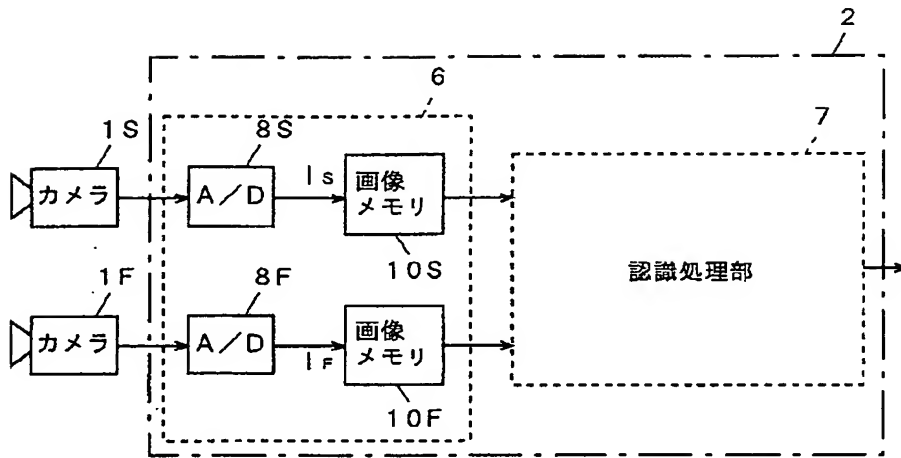 2
6
7
1S
8S
カメラ
A/D
Is
画像
メモリ
10S
認識処理部
1F
8F
カメラ
A/D
IF
画像
メモリ
10F